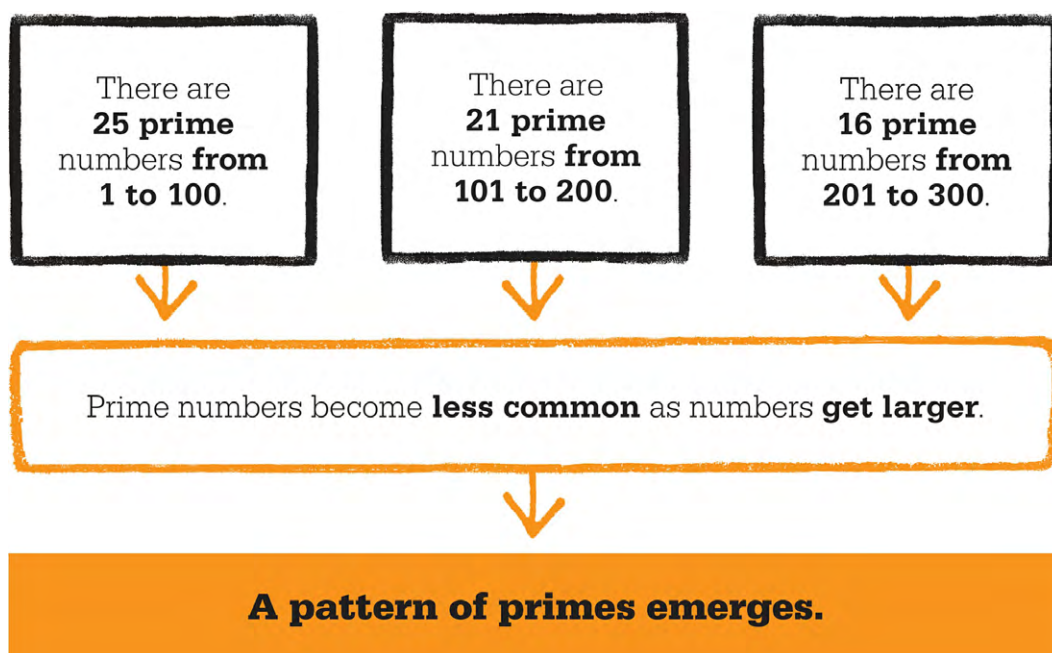 There are
25 prime
numbers from
1 to 100.
There are
21 prime
numbers from
101 to 200.
There are
16 prime
numbers from
201 to 300.
Prime numbers become less common as numbers get larger.
A pattern of primes emerges.